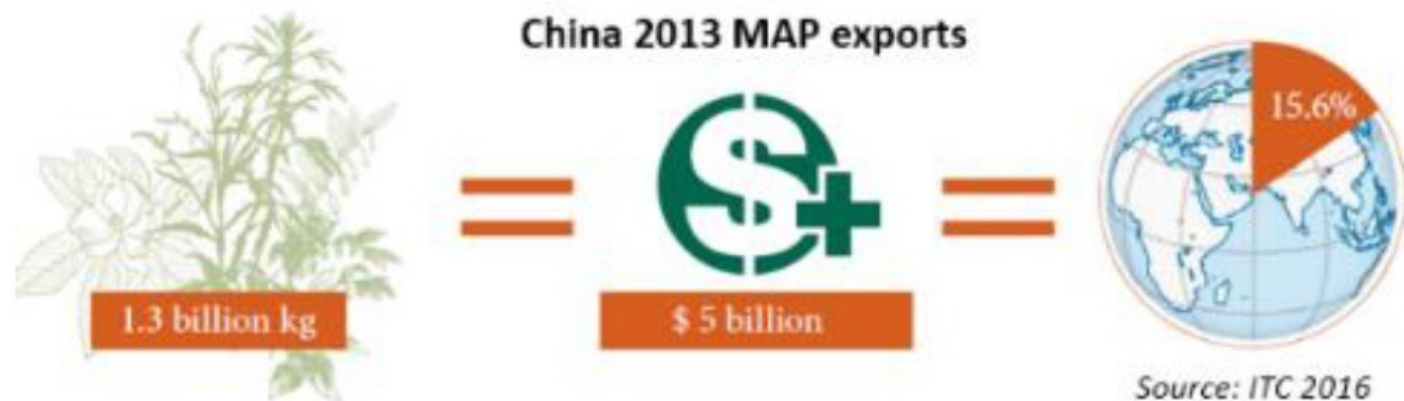 China 2013 MAP exports
1.3 billion kg
$ 5 billion
15.6%
Source: ITC 2016